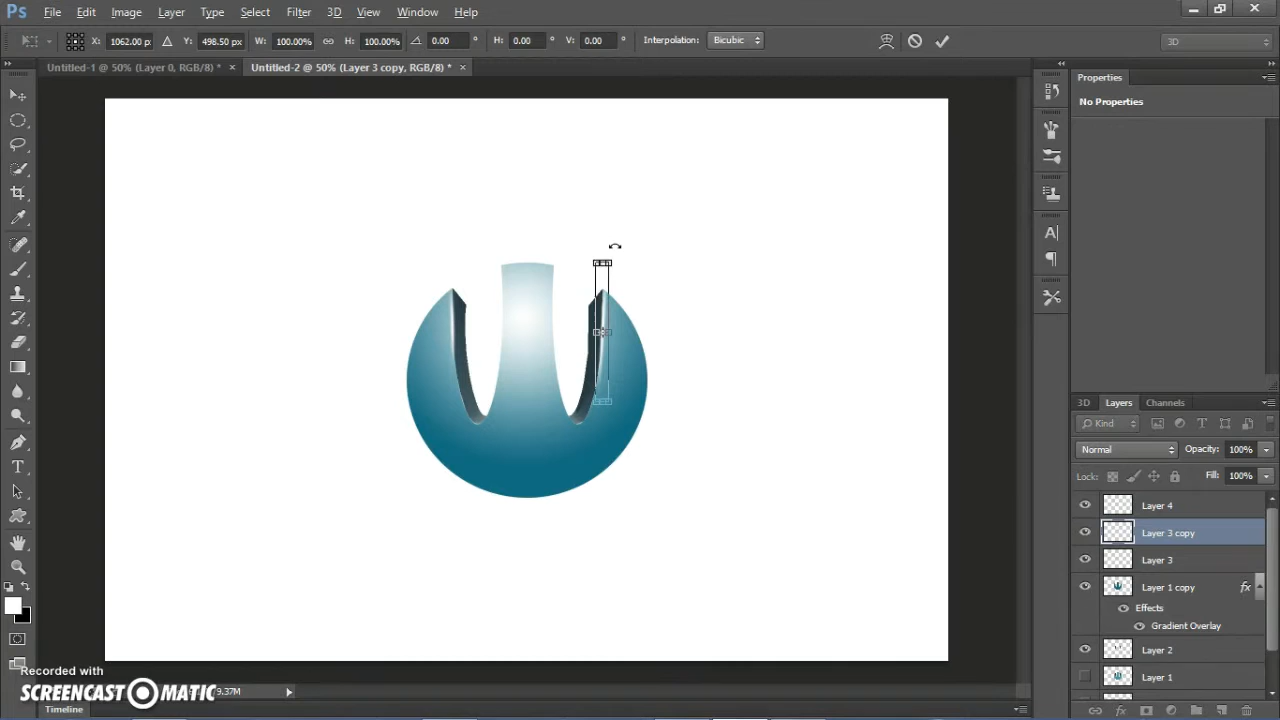 Ps File Edit Image Layer Type Select Filter 3D View Window Help
X: 1062.00 p Y: 498.50 px W: 100.00% H: 100.00% 0.00 ° H: 0.00 ° V: 0.00 ° Interpolation: Bicubic 3D
Untitled-1 @ 50% (Layer 0, RGB/8) * × Untitled-2 @ 50% (Layer 3 copy, RGB/8) * ×
Properties
No Properties
3D Layers Channels
Kind
Normal Opacity: 100%
Lock: Fill: 100%
Layer 4
Layer 3 copy
Layer 3
Layer 1 copy fx
Effects
Gradient Overlay
Layer 2
Layer 1
Recorded with
SCREENCAST-O-MATIC 9.37M
Timeline